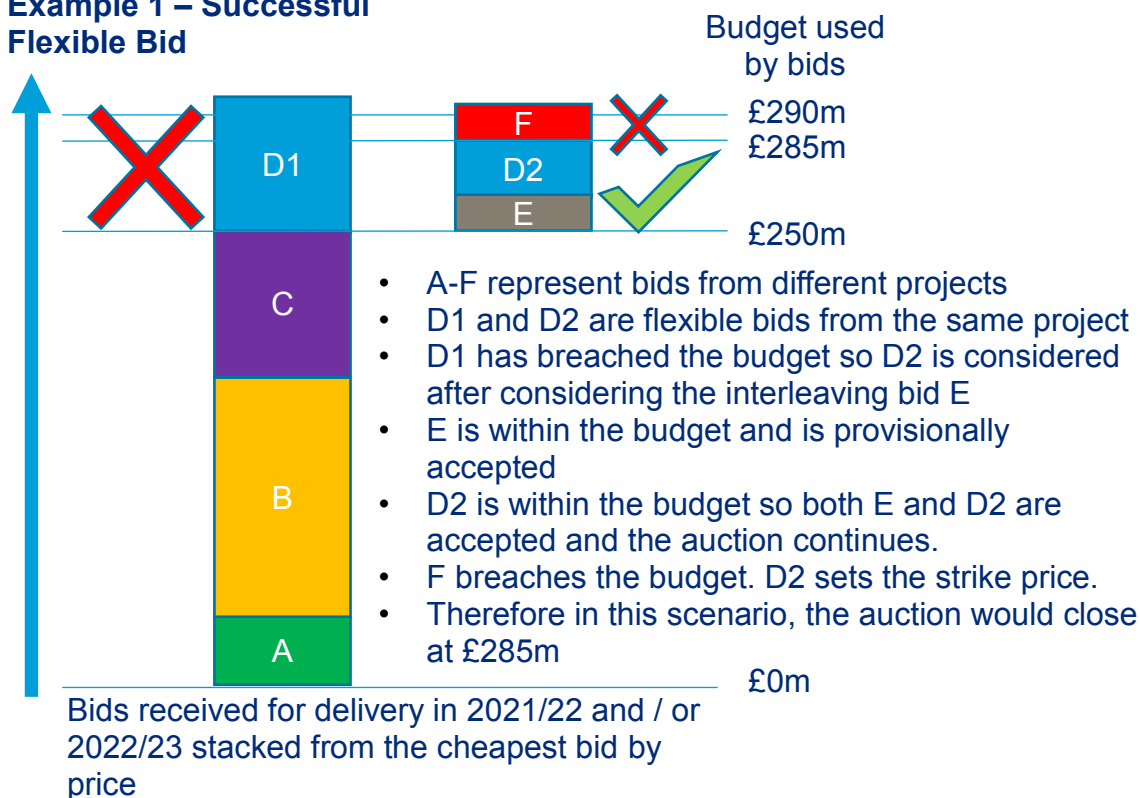 Example 1 – Successful
Flexible Bid
Budget used
by bids
£290m
£285m
£250m
£0m
D1
C
B
A
F
D2
E
• A-F represent bids from different projects
• D1 and D2 are flexible bids from the same project
• D1 has breached the budget so D2 is considered
after considering the interleaving bid E
• E is within the budget and is provisionally
accepted
• D2 is within the budget so both E and D2 are
accepted and the auction continues.
• F breaches the budget. D2 sets the strike price.
• Therefore in this scenario, the auction would close
at £285m
Bids received for delivery in 2021/22 and / or
2022/23 stacked from the cheapest bid by
price